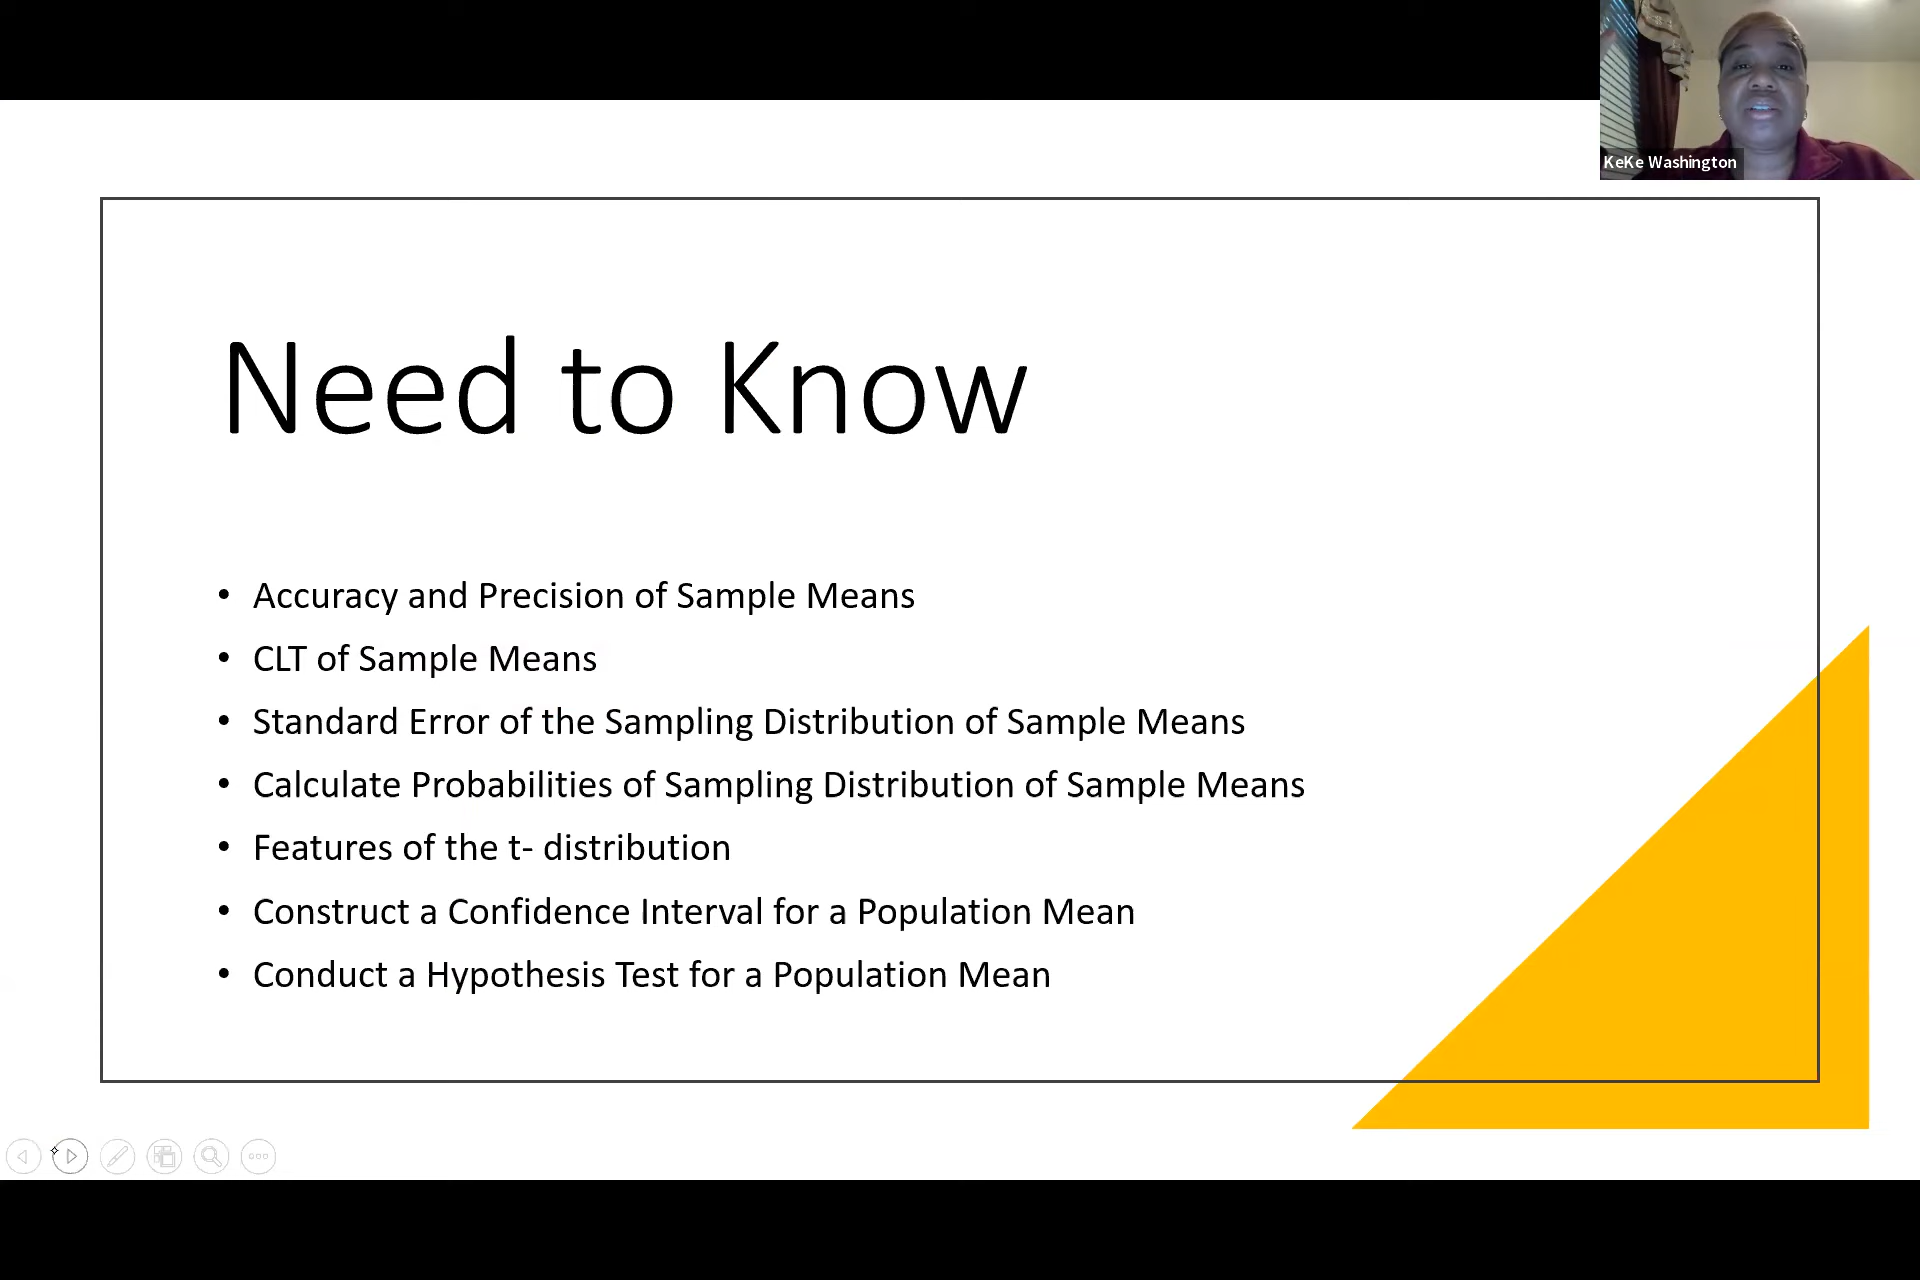 KeKe Washington
Need to Know
• Accuracy and Precision of Sample Means
• CLT of Sample Means
• Standard Error of the Sampling Distribution of Sample Means
• Calculate Probabilities of Sampling Distribution of Sample Means
• Features of the t- distribution
• Construct a Confidence Interval for a Population Mean
• Conduct a Hypothesis Test for a Population Mean